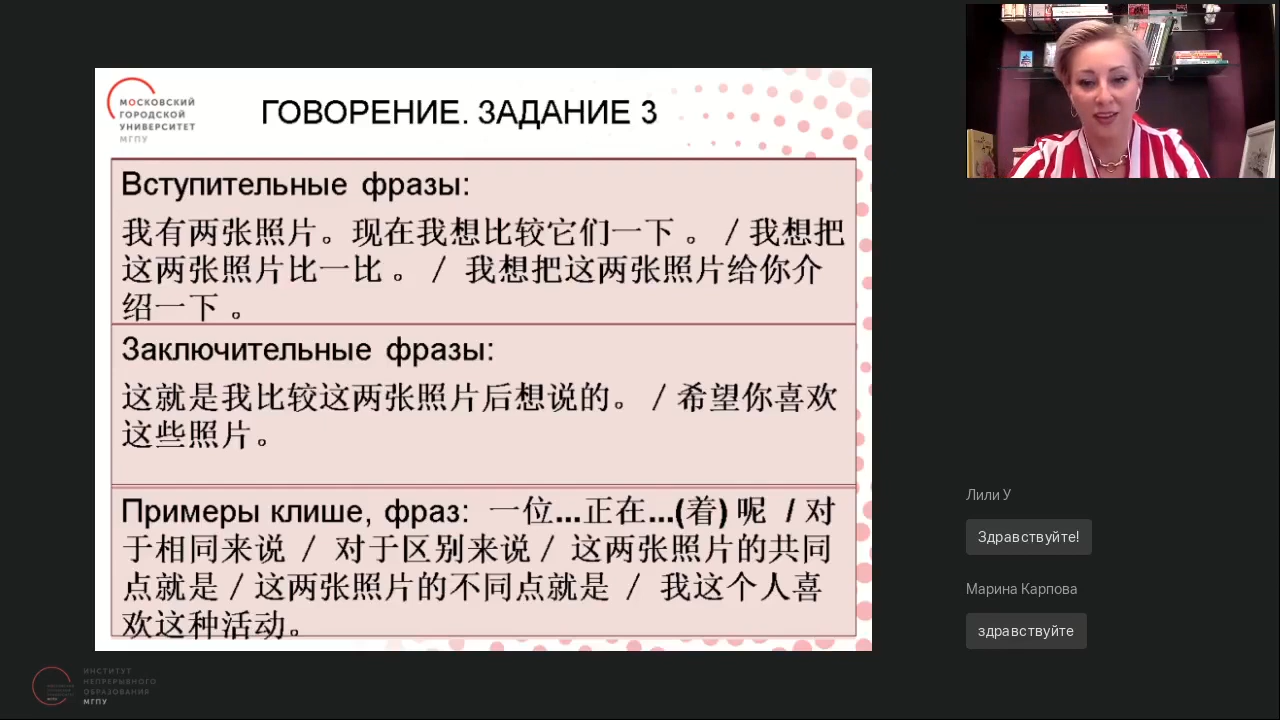 МОСКОВСКИЙ
ГОРОДСКОЙ
УНИВЕРСИТЕТ
МГПУ
ГОВОРЕНИЕ. ЗАДАНИЕ 3
Вступительные фразы:
我有两张照片。现在我想比较它们一下 。 / 我想把
这两张照片比一比 。 / 我想把这两张照片给你介
绍一下 。
Заключительные фразы:
这就是我比较这两张照片后想说的。 / 希望你喜欢
这些照片。
Примеры клише, фраз: 一位...正在...(着) 呢 / 对
于相同来说 / 对于区别来说 / 这两张照片的共同
点就是 / 这两张照片的不同点就是 / 我这个人喜
欢这种活动。
Лили У
Здравствуйте!
Марина Карпова
здравствуйте
ИНСТИТУТ
НЕПРЕРЫВНОГО
ОБРАЗОВАНИЯ
МГПУ